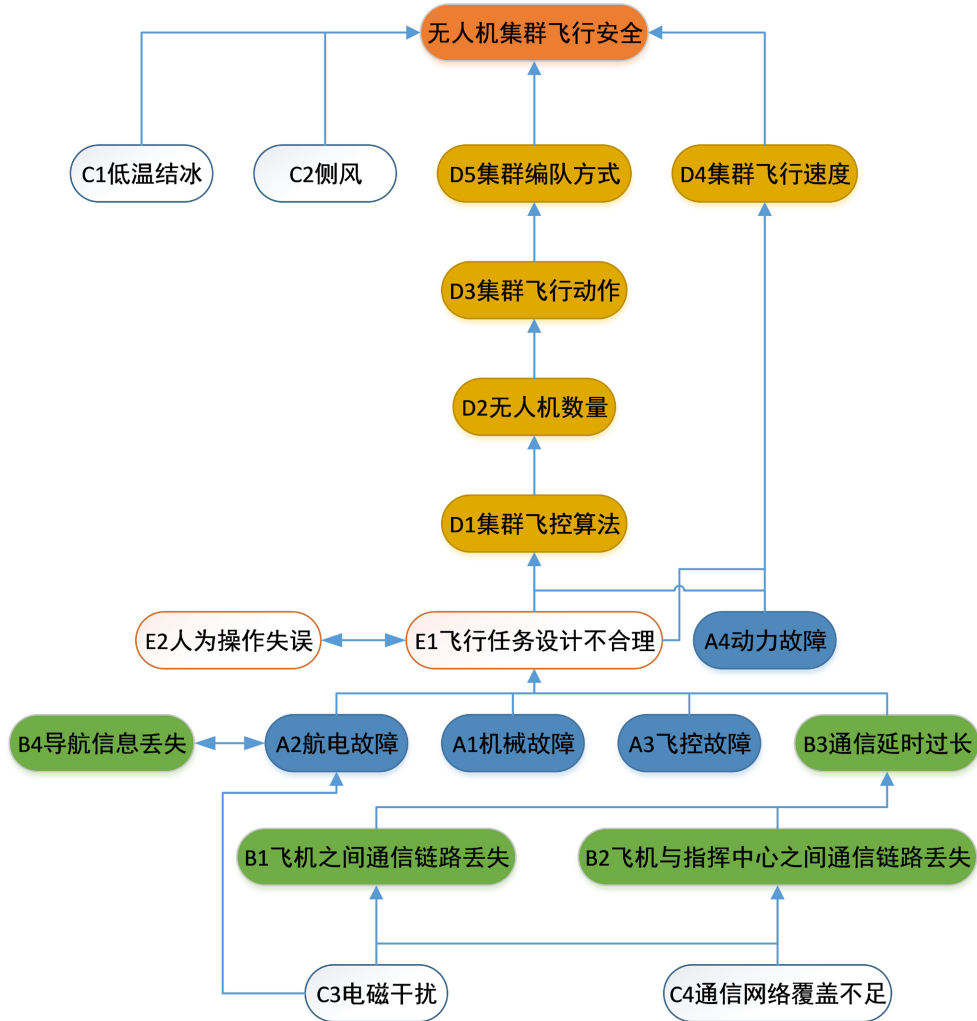 无人机集群飞行安全
C1低温结冰
C2侧风
D5集群编队方式
D4集群飞行速度
D3集群飞行动作
D2无人机数量
D1集群飞控算法
E2人为操作失误
E1飞行任务设计不合理
A4动力故障
B4导航信息丢失
A2航电故障
A1机械故障
A3飞控故障
B3通信延时过长
B1飞机之间通信链路丢失
B2飞机与指挥中心之间通信链路丢失
C3电磁干扰
C4通信网络覆盖不足